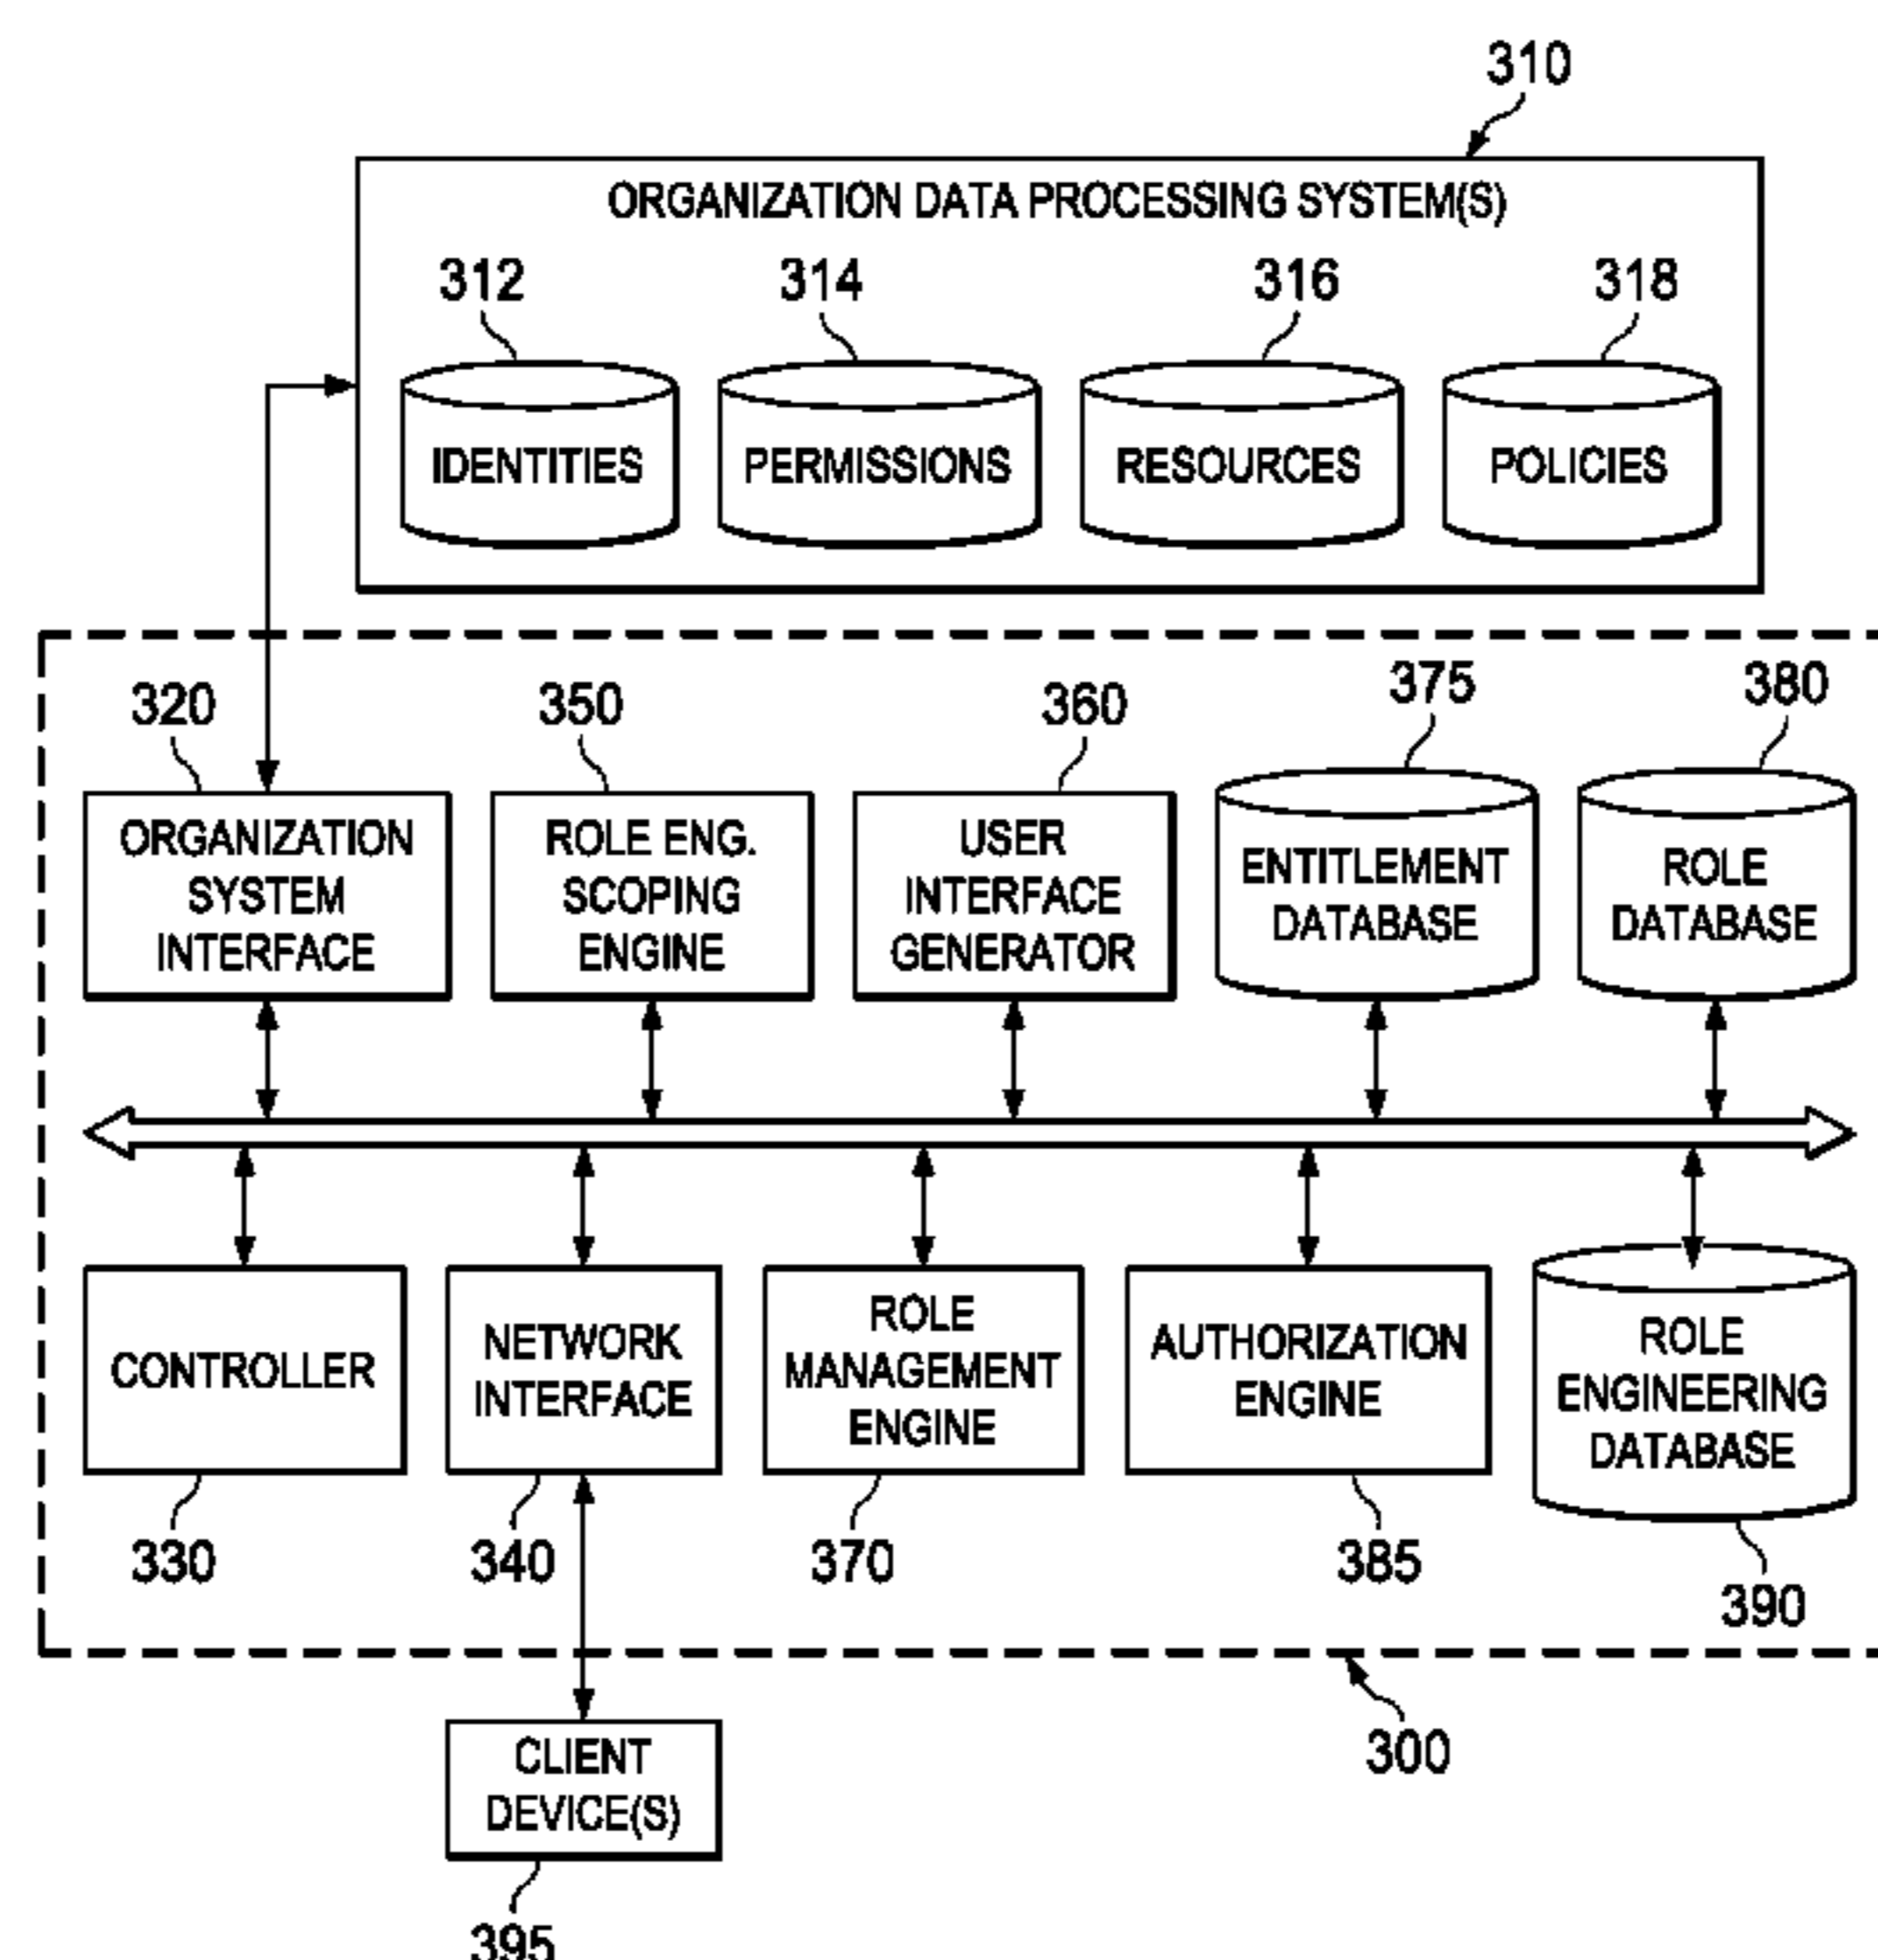 310
ORGANIZATION DATA PROCESSING SYSTEM(S)
312
314
316
318
IDENTITIES
PERMISSIONS
RESOURCES
POLICIES
320
350
360
375
380
ORGANIZATION
SYSTEM
INTERFACE
ROLE ENG.
SCOPING
ENGINE
USER
INTERFACE
GENERATOR
ENTITLEMENT
DATABASE
ROLE
DATABASE
CONTROLLER
NETWORK
INTERFACE
ROLE
MANAGEMENT
ENGINE
AUTHORIZATION
ENGINE
ROLE
ENGINEERING
DATABASE
330
340
370
385
390
300
CLIENT
DEVICE(S)
395